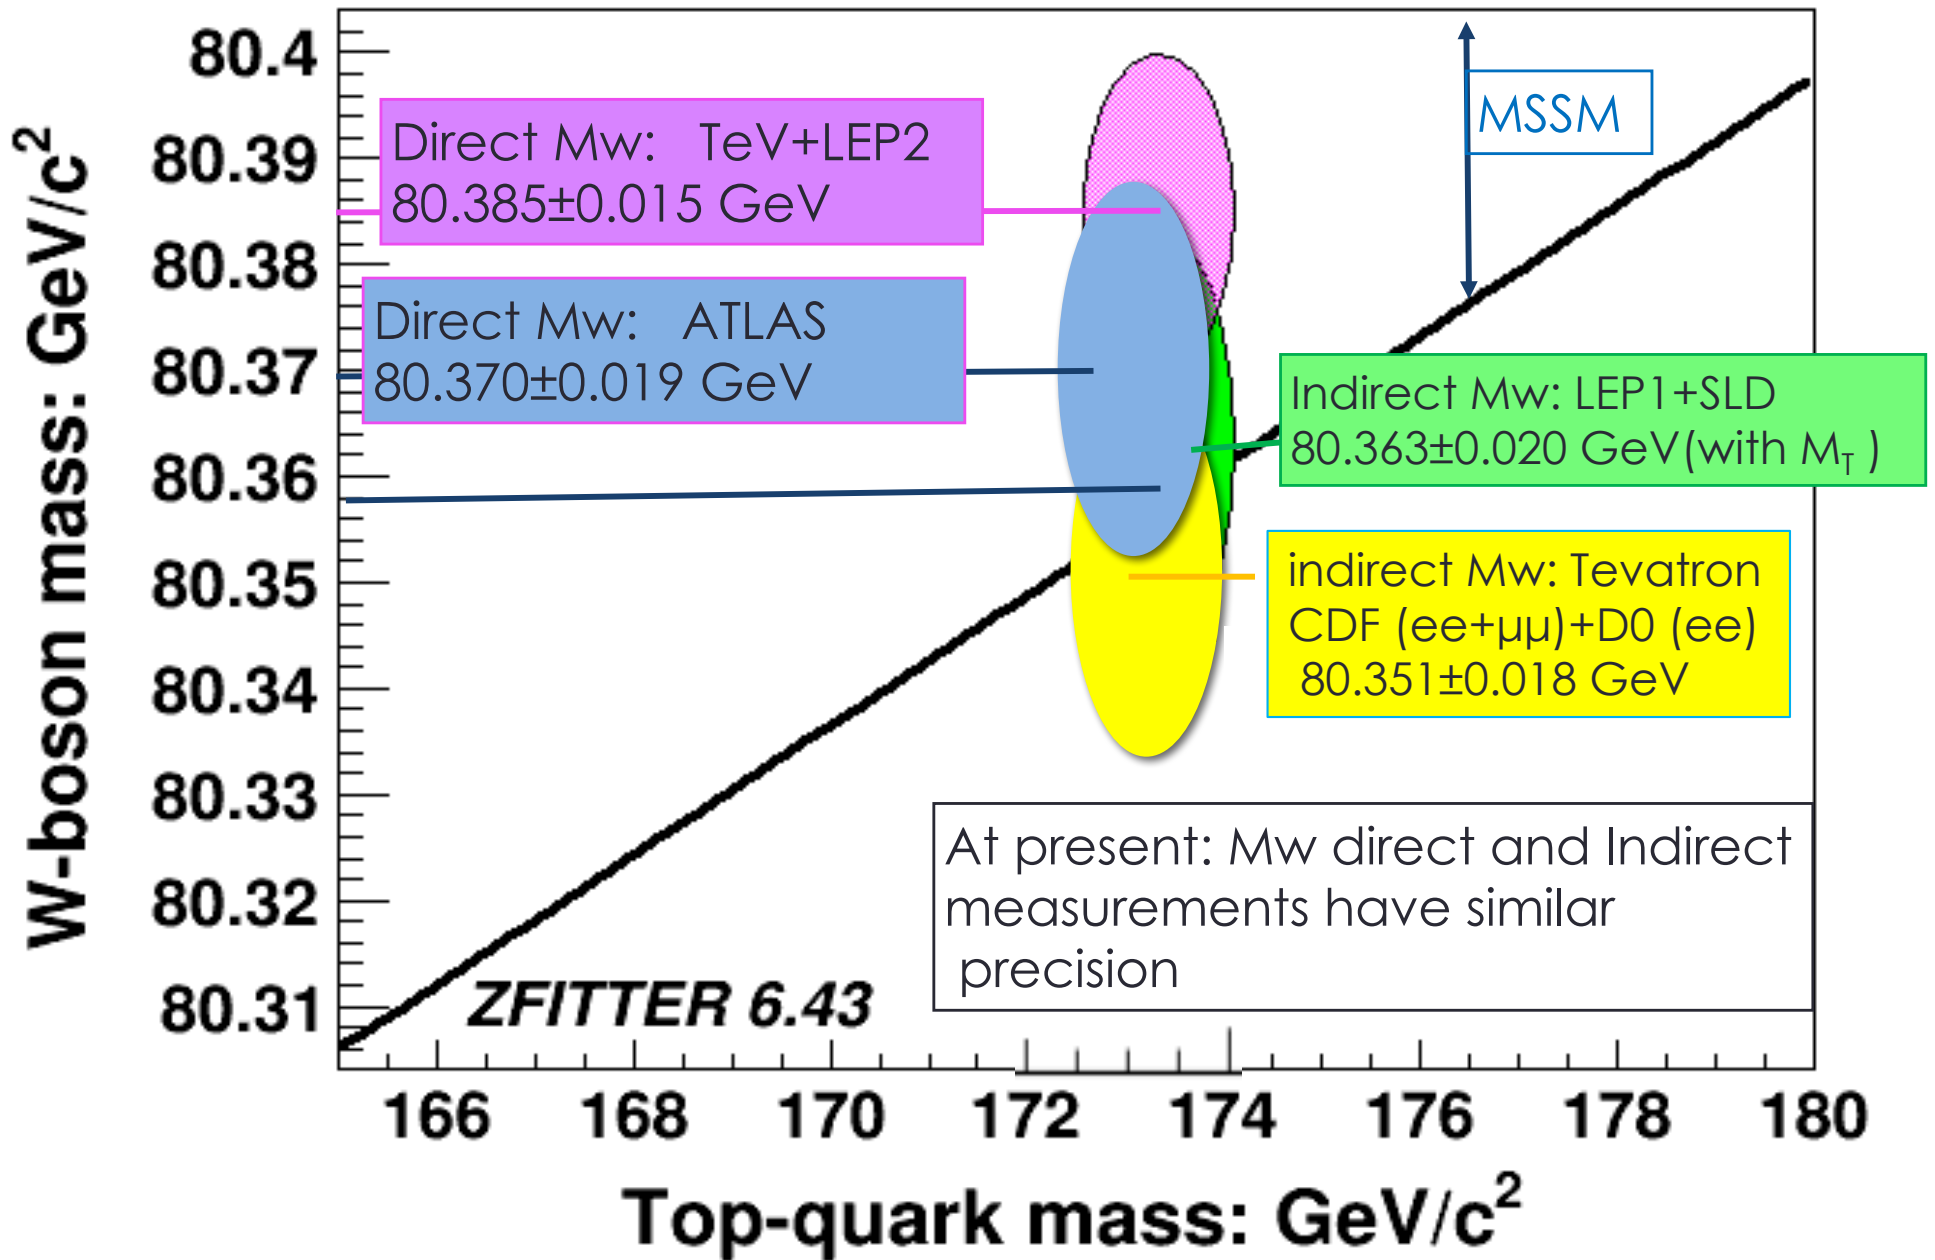 W-boson mass: GeV/c²
80.4
80.39
80.38
80.37
80.36
80.35
80.34
80.33
80.32
80.31
Direct Mw: TeV+LEP2
80.385±0.015 GeV
MSSM
Direct Mw: ATLAS
80.370±0.019 GeV
Indirect Mw: LEP1+SLD
80.363±0.020 GeV(with M_T )
indirect Mw: Tevatron
CDF (ee+μμ)+D0 (ee)
80.351±0.018 GeV
At present: Mw direct and Indirect
measurements have similar
precision
ZFITTER 6.43
166 168 170 172 174 176 178 180
Top-quark mass: GeV/c²